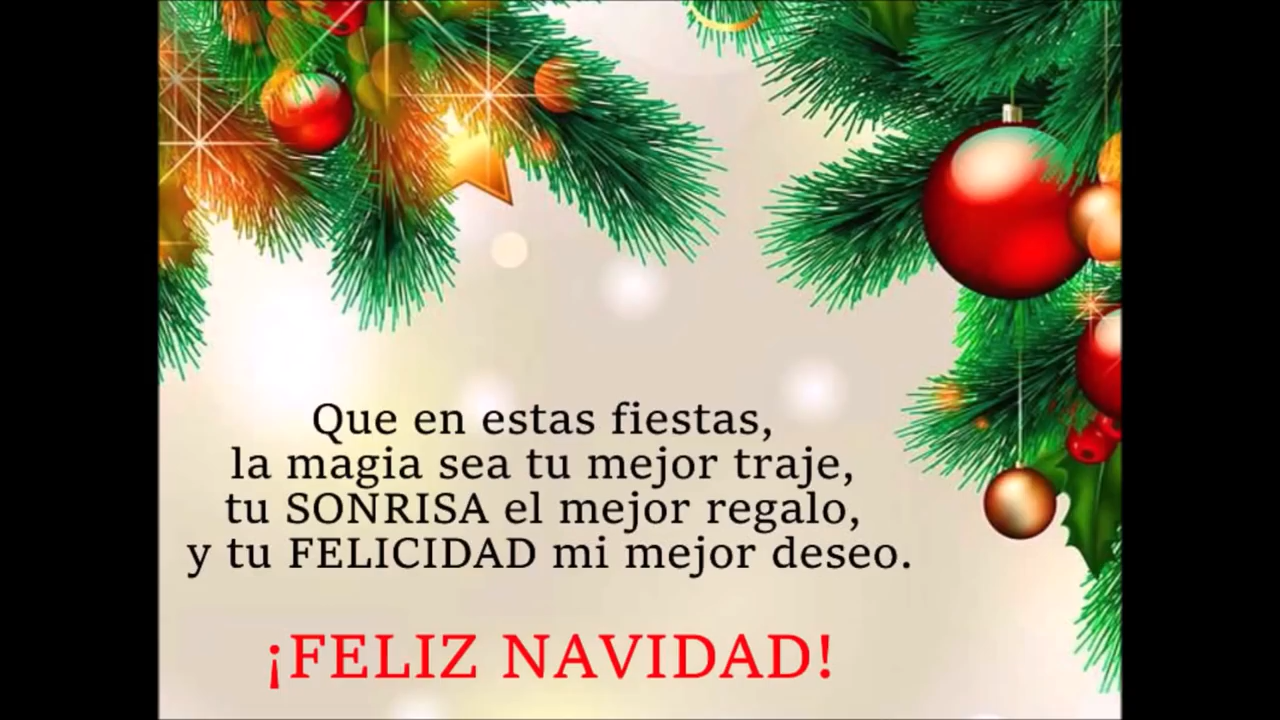 Que en estas fiestas,
la magia sea tu mejor traje,
tu SONRISA el mejor regalo,
y tu FELICIDAD mi mejor deseo.
¡FELIZ NAVIDAD!